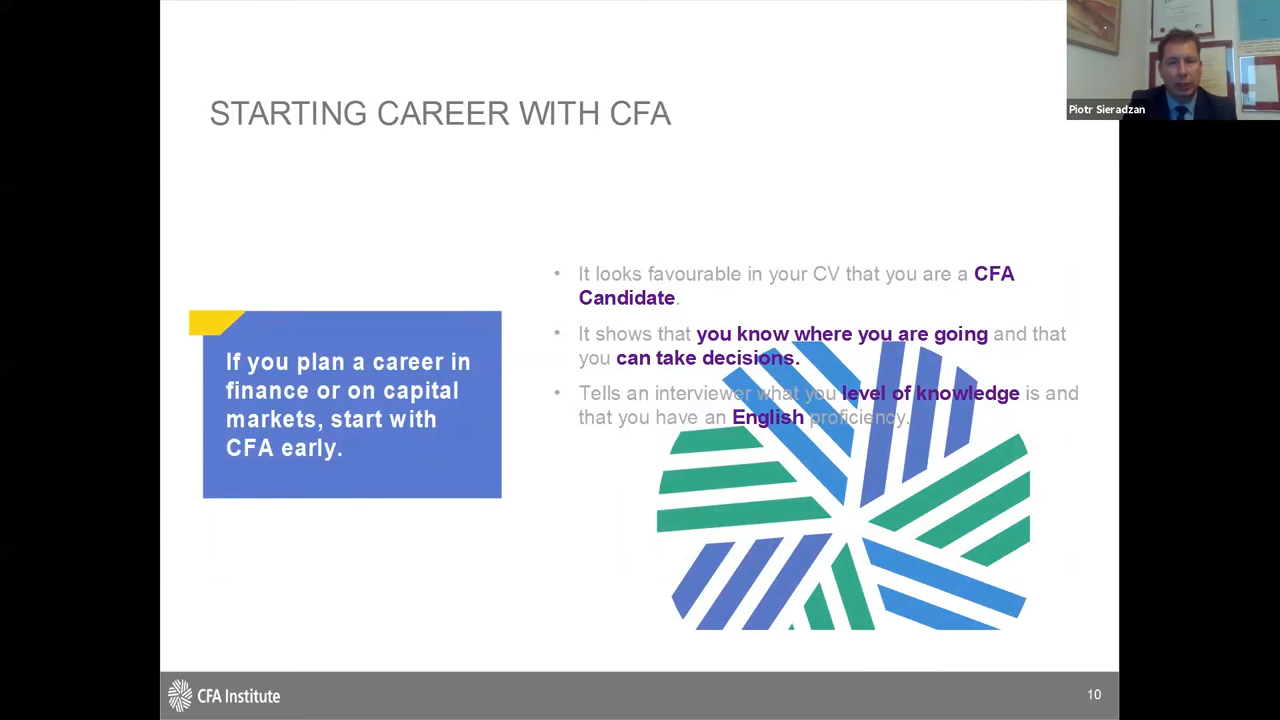 STARTING CAREER WITH CFA
Piotr Sieradzan
If you plan a career in
finance or on capital
markets, start with
CFA early.
• It looks favourable in your CV that you are a CFA
Candidate.
• It shows that you know where you are going and that
you can take decisions.
• Tells an interviewer what you level of knowledge is and
that you have an English proficiency.
CFA Institute
10